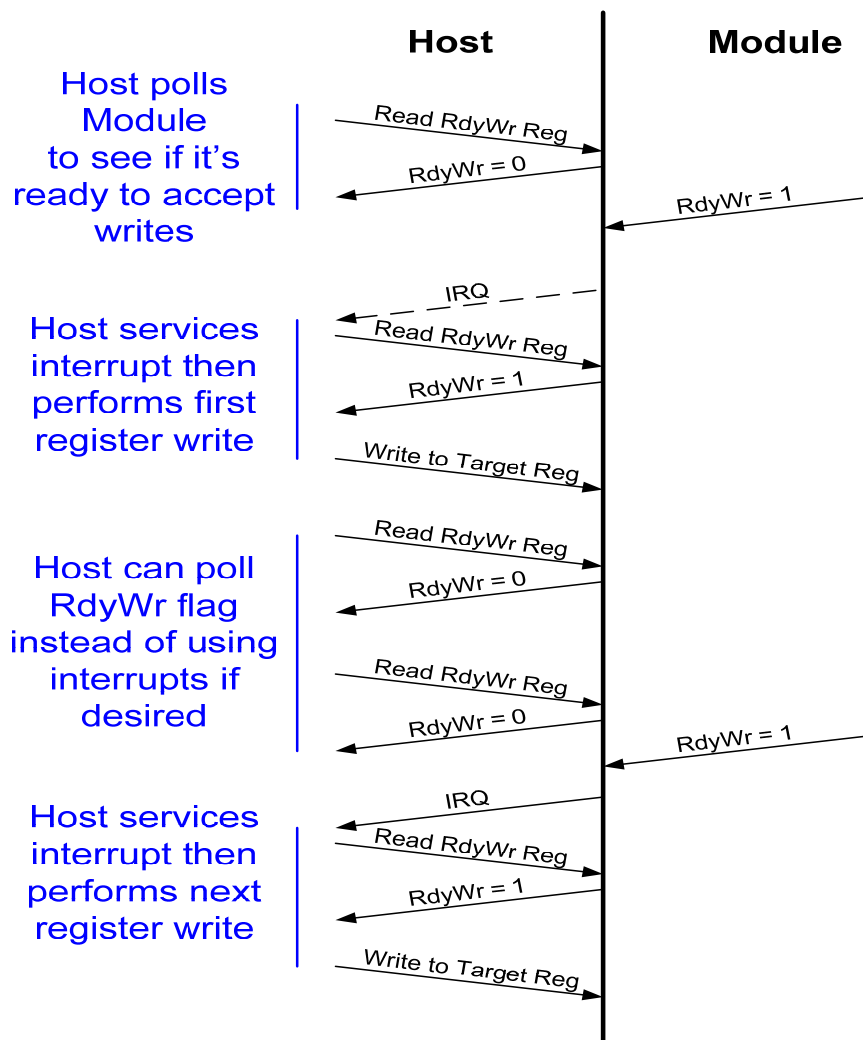 Host
Module
Host polls
Module
to see if it's
ready to accept
writes
Read RdyWr Reg
RdyWr = 0
RdyWr = 1
IRQ
Host services
interrupt then
performs first
register write
Read RdyWr Reg
RdyWr = 1
Write to Target Reg
Host can poll
RdyWr flag
instead of using
interrupts if
desired
Read RdyWr Reg
RdyWr = 0
Read RdyWr Reg
RdyWr = 0
RdyWr = 1
IRQ
Host services
interrupt then
performs next
register write
Read RdyWr Reg
RdyWr = 1
Write to Target Reg